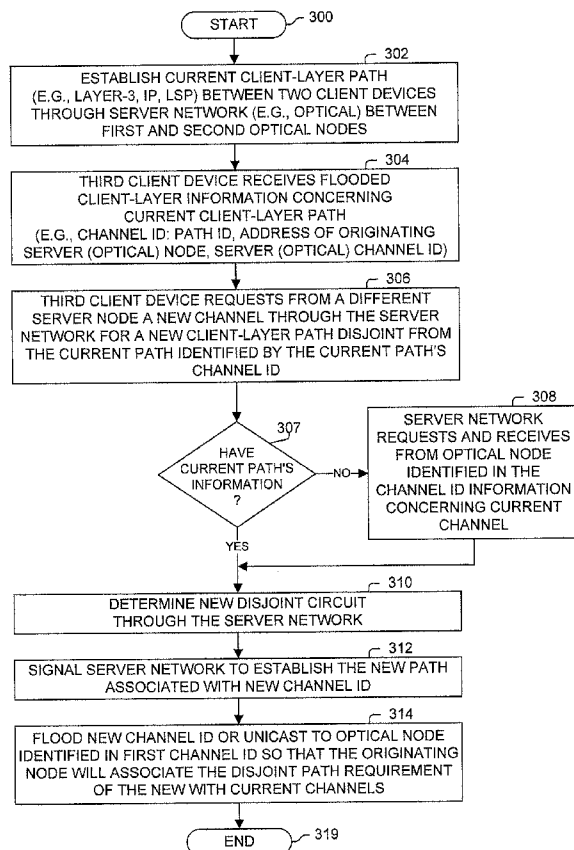 START
300
302
ESTABLISH CURRENT CLIENT-LAYER PATH
(E.G., LAYER-3, IP, LSP) BETWEEN TWO CLIENT DEVICES
THROUGH SERVER NETWORK (E.G., OPTICAL) BETWEEN
FIRST AND SECOND OPTICAL NODES
304
THIRD CLIENT DEVICE RECEIVES FLOODED
CLIENT-LAYER INFORMATION CONCERNING
CURRENT CLIENT-LAYER PATH
(E.G., CHANNEL ID: PATH ID, ADDRESS OF ORIGINATING
SERVER (OPTICAL) NODE, SERVER (OPTICAL) CHANNEL ID)
306
THIRD CLIENT DEVICE REQUESTS FROM A DIFFERENT
SERVER NODE A NEW CHANNEL THROUGH THE SERVER
NETWORK FOR A NEW CLIENT-LAYER PATH DISJOINT FROM
THE CURRENT PATH IDENTIFIED BY THE CURRENT PATH'S
CHANNEL ID
307
HAVE
CURRENT PATH'S
INFORMATION
?
NO
308
SERVER NETWORK
REQUESTS AND RECEIVES
FROM OPTICAL NODE
IDENTIFIED IN THE
CHANNEL ID INFORMATION
CONCERNING CURRENT
CHANNEL
YES
310
DETERMINE NEW DISJOINT CIRCUIT
THROUGH THE SERVER NETWORK
312
SIGNAL SERVER NETWORK TO ESTABLISH THE NEW PATH
ASSOCIATED WITH NEW CHANNEL ID
314
FLOOD NEW CHANNEL ID OR UNICAST TO OPTICAL NODE
IDENTIFIED IN FIRST CHANNEL ID SO THAT THE ORIGINATING
NODE WILL ASSOCIATE THE DISJOINT PATH REQUIREMENT
OF THE NEW WITH CURRENT CHANNELS
END
319